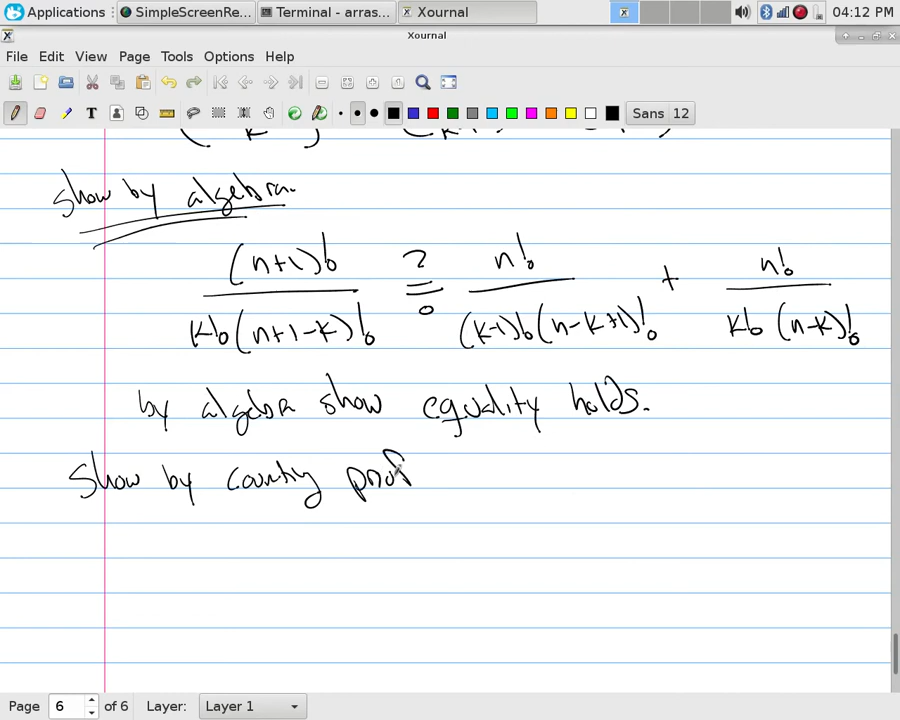 Applications SimpleScreenRe... Terminal - arras... Xournal 04:12 PM
Xournal
File Edit View Page Tools Options Help
Sans 12
show by algebra.
(n+1)! ?= n! + n!
k!(n+1-k)! (k-1)!(n-k+1)! k!(n-k)!
by algebra show equality holds.
show by counting proof
Page 6 of 6 Layer: Layer 1